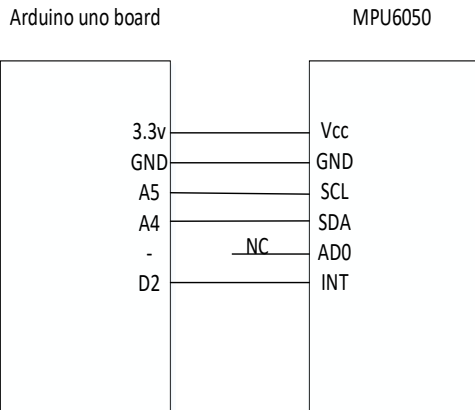 Arduino uno board MPU6050
3.3v Vcc
GND GND
A5 SCL
A4 SDA
- NC AD0
D2 INT